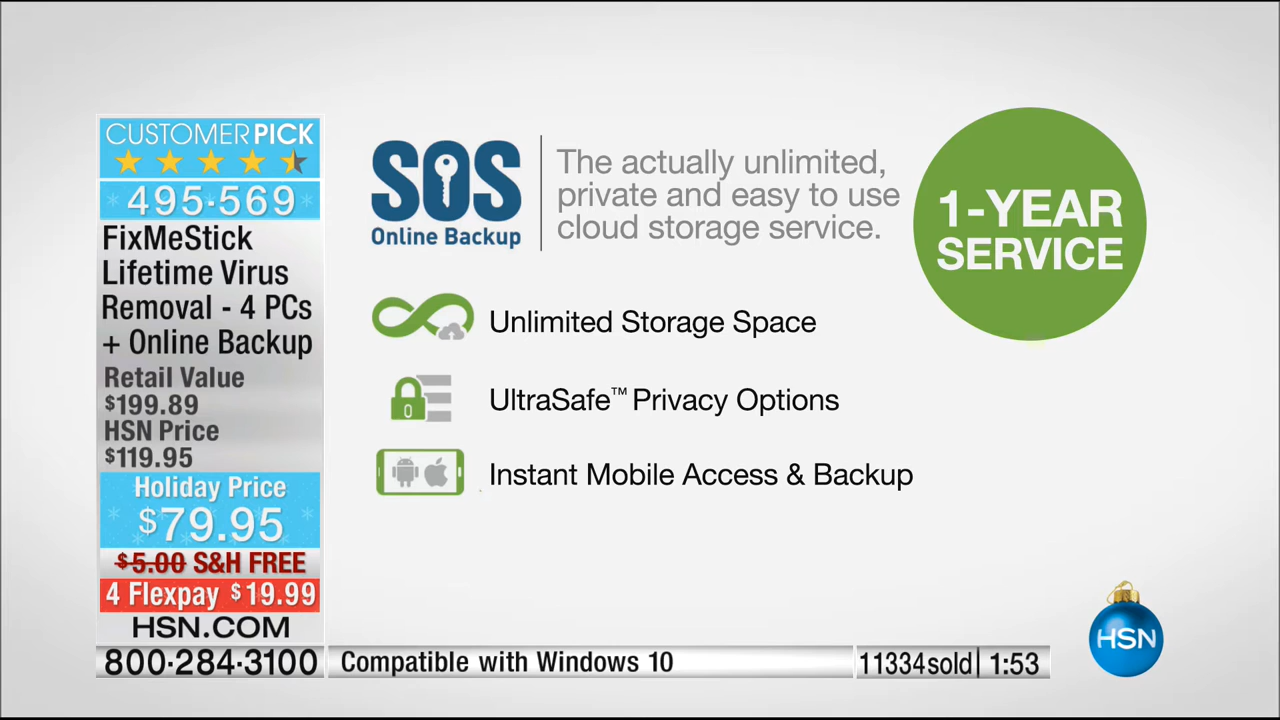 CUSTOMER PICK
495·569
FixMeStick
Lifetime Virus
Removal - 4 PCs
+ Online Backup
Retail Value
$199.89
HSN Price
$119.95
Holiday Price
$79.95
$5.00 S&H FREE
4 Flexpay $19.99
HSN.COM
800·284·3100
SOS
Online Backup
The actually unlimited,
private and easy to use
cloud storage service.
1-YEAR
SERVICE
Unlimited Storage Space
0
UltraSafe™ Privacy Options
Instant Mobile Access & Backup
HSN
Compatible with Windows 10
11334sold
1:53